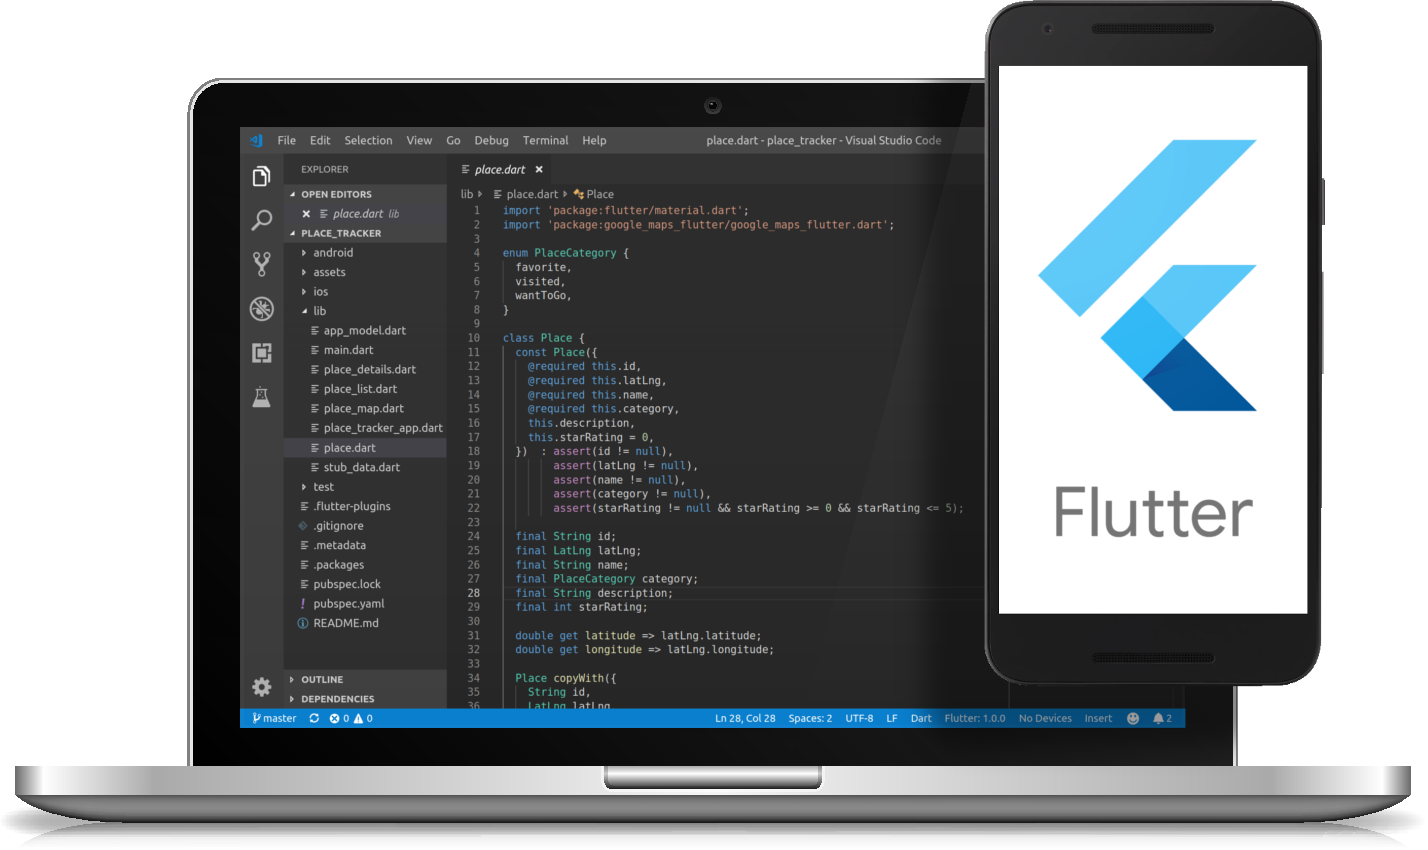 File Edit Selection View Go Debug Terminal Help place.dart - place_tracker - Visual Studio Code
EXPLORER
OPEN EDITORS
place.dart lib
PLACE_TRACKER
android
assets
ios
lib
app_model.dart
main.dart
place_details.dart
place_list.dart
place_map.dart
place_tracker_app.dart
place.dart
stub_data.dart
test
.flutter-plugins
.gitignore
.metadata
.packages
pubspec.lock
pubspec.yaml
README.md
OUTLINE
DEPENDENCIES
place.dart
lib place.dart Place
1 import 'package:flutter/material.dart';
2 import 'package:google_maps_flutter/google_maps_flutter.dart';
3
4 enum PlaceCategory {
5 favorite,
6 visited,
7 wantToGo,
8 }
9
10 class Place {
11 const Place({
12 @required this.id,
13 @required this.latLng,
14 @required this.name,
15 @required this.category,
16 this.description,
17 this.starRating = 0,
18 }) : assert(id != null),
19 assert(latLng != null),
20 assert(name != null),
21 assert(category != null),
22 assert(starRating != null && starRating >= 0 && starRating <= 5);
23
24 final String id;
25 final LatLng latLng;
26 final String name;
27 final PlaceCategory category;
28 final String description;
29 final int starRating;
30
31 double get latitude => latLng.latitude;
32 double get longitude => latLng.longitude;
33
34 Place copyWith({
35 String id,
36 LatLng latLng
master 0 0 Ln 28, Col 28 Spaces: 2 UTF-8 LF Dart Flutter: 1.0.0 No Devices Insert 2
Flutter